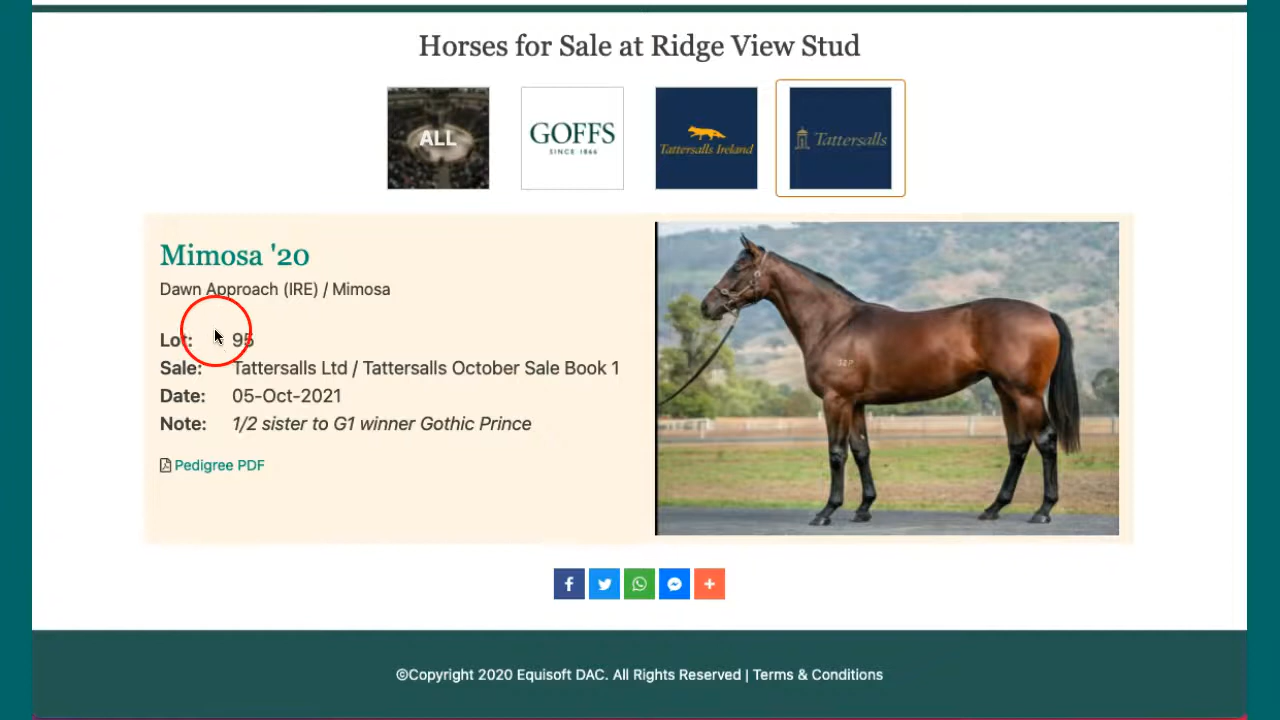 Horses for Sale at Ridge View Stud
ALL
GOFFS
SINCE 1866
Tattersalls Ireland
Tattersalls
Mimosa '20
Dawn Approach (IRE) / Mimosa
Lot: 95
Sale: Tattersalls Ltd / Tattersalls October Sale Book 1
Date: 05-Oct-2021
Note: 1/2 sister to G1 winner Gothic Prince
Pedigree PDF
©Copyright 2020 Equisoft DAC. All Rights Reserved | Terms & Conditions